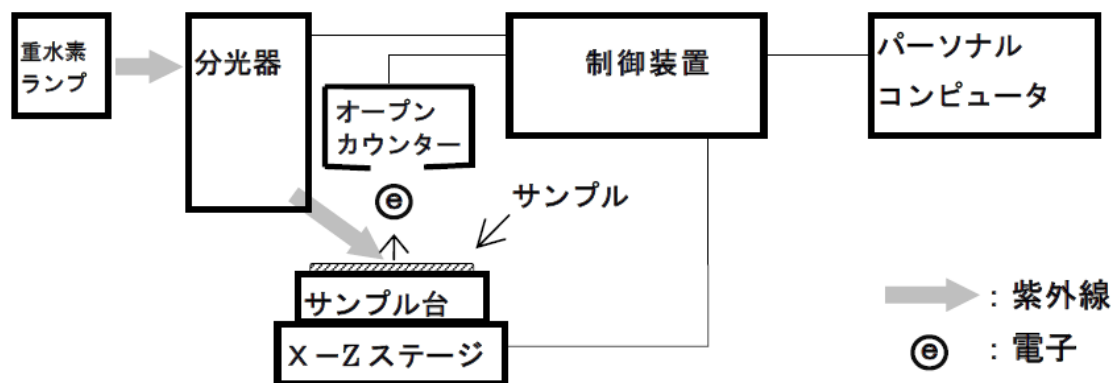 重水素
ランプ
分光器
オープン
カウンター
制御装置
パーソナル
コンピュータ
e
サンプル
サンプル台
X－Zステージ
：紫外線
e
：電子